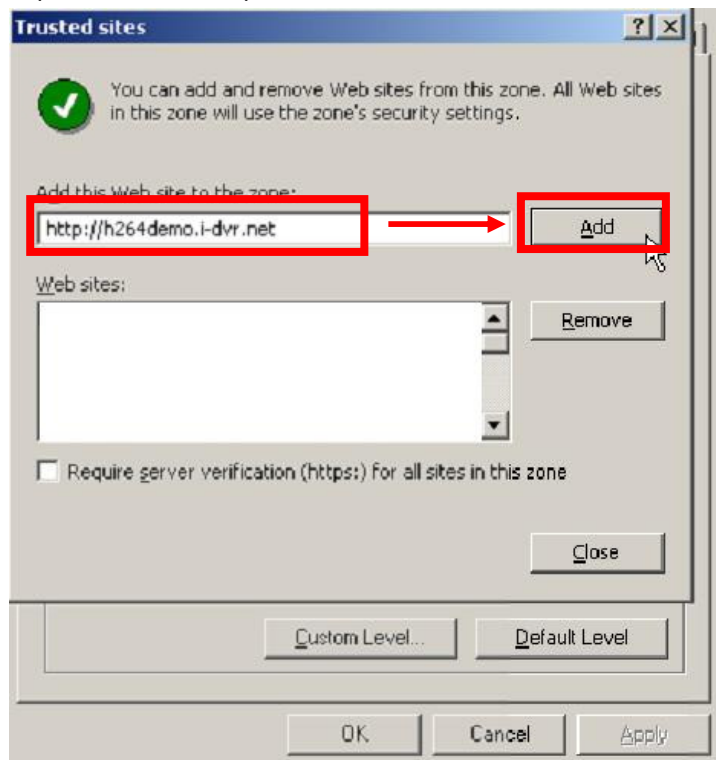 Trusted sites
You can add and remove Web sites from this zone. All Web sites
in this zone will use the zone's security settings.
Add this Web site to the zone:
http://h264demo.i-dvr.net
Add
Web sites:
Remove
Require server verification (https:) for all sites in this zone
Close
Custom Level...
Default Level
OK
Cancel
Apply